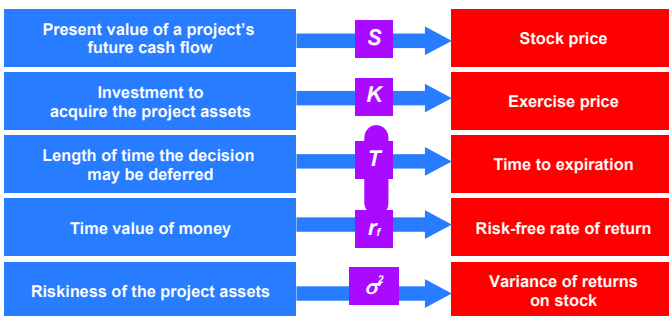 Present value of a project's
future cash flow
S
Stock price
Investment to
acquire the project assets
K
Exercise price
Length of time the decision
may be deferred
T
Time to expiration
Time value of money
r_f
Risk-free rate of return
Riskiness of the project assets
σ²
Variance of returns
on stock